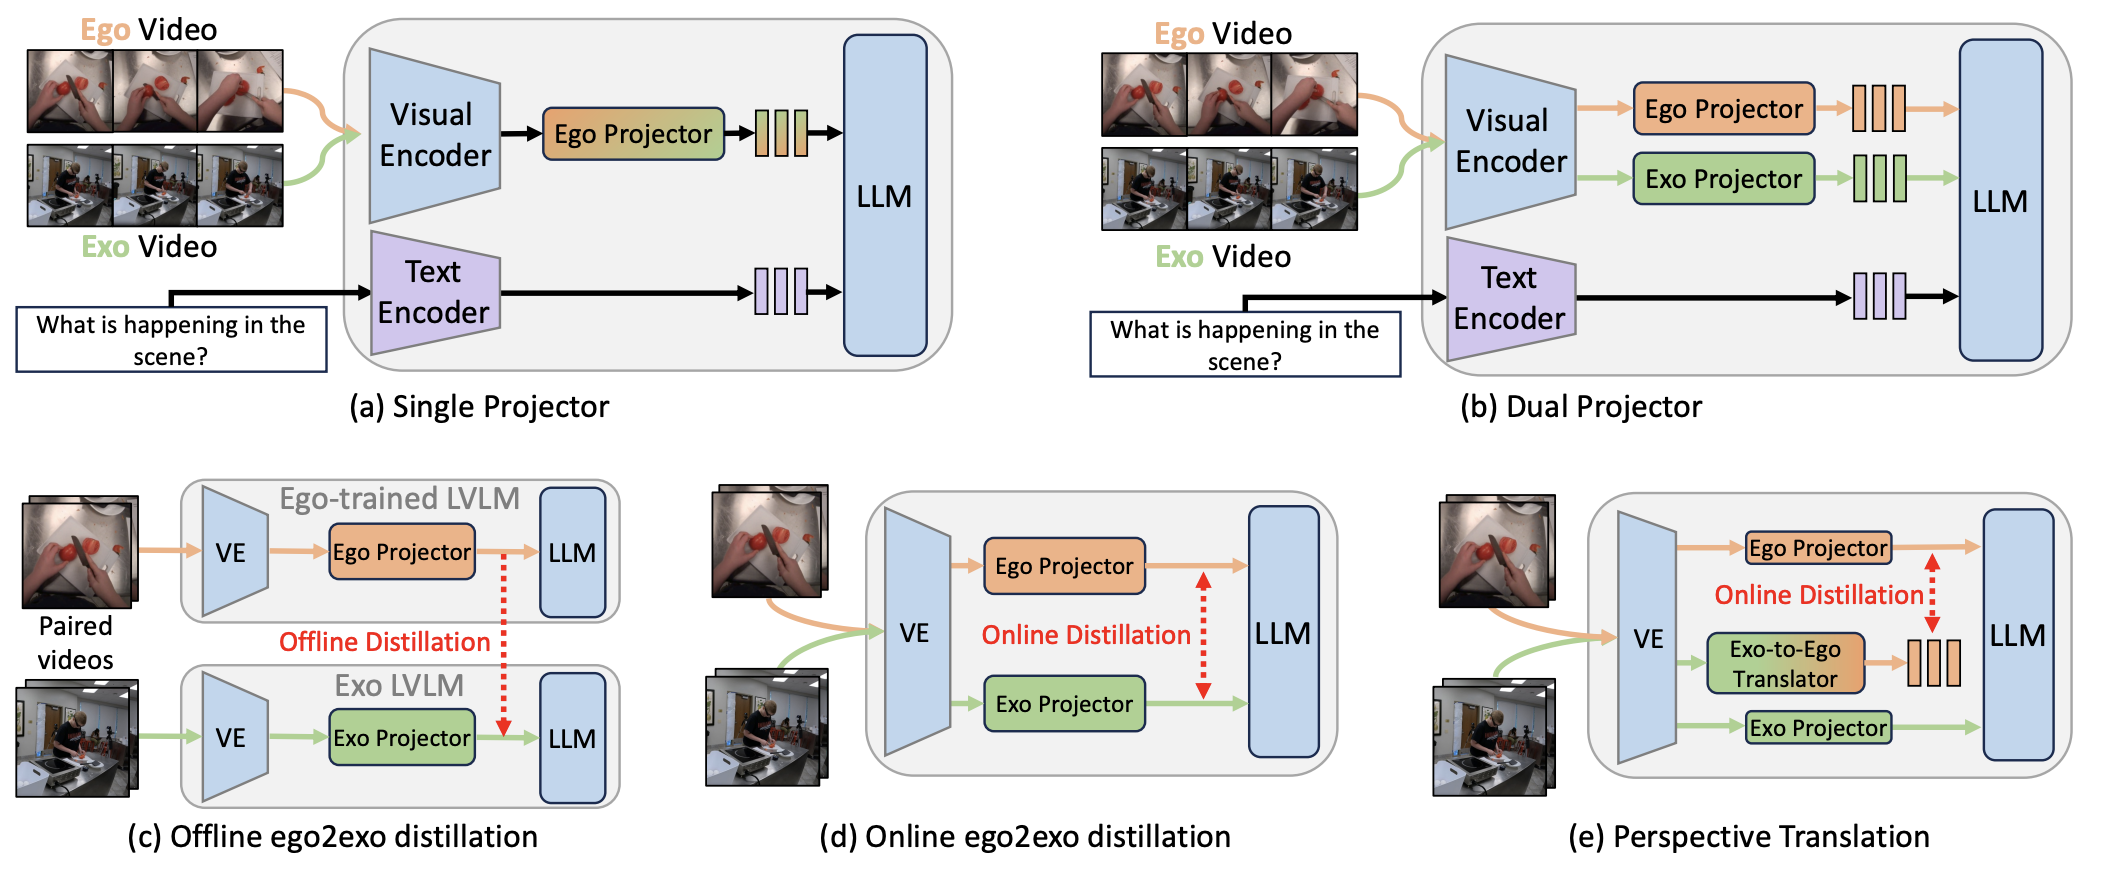 Ego Video
Exo Video
What is happening in the
scene?
Visual
Encoder
Text
Encoder
Ego Projector
LLM
(a) Single Projector
Ego Video
Exo Video
What is happening in the
scene?
Visual
Encoder
Text
Encoder
Ego Projector
Exo Projector
LLM
(b) Dual Projector
Paired
videos
Ego-trained LVLM
VE
Ego Projector
LLM
Offline Distillation
Exo LVLM
VE
Exo Projector
LLM
(c) Offline ego2exo distillation
VE
Ego Projector
Online Distillation
Exo Projector
LLM
(d) Online ego2exo distillation
VE
Ego Projector
Online Distillation
Exo-to-Ego
Translator
Exo Projector
LLM
(e) Perspective Translation